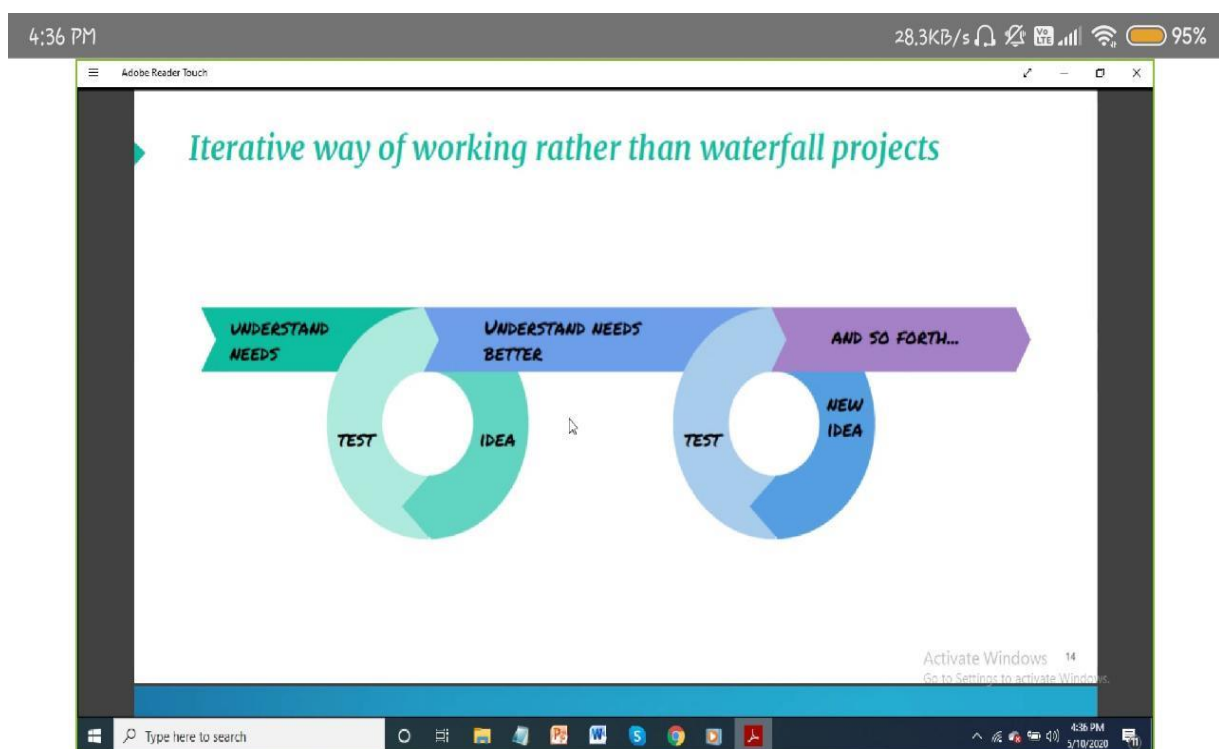 4:36 PM
28.3KB/s
Vo LTE
95%
Adobe Reader Touch
Iterative way of working rather than waterfall projects
UNDERSTAND
NEEDS
UNDERSTAND NEEDS
BETTER
AND SO FORTH...
TEST
IDEA
TEST
NEW
IDEA
Activate Windows
14
Go to Settings to activate Windows.
Type here to search
4:36 PM
5/10/2020